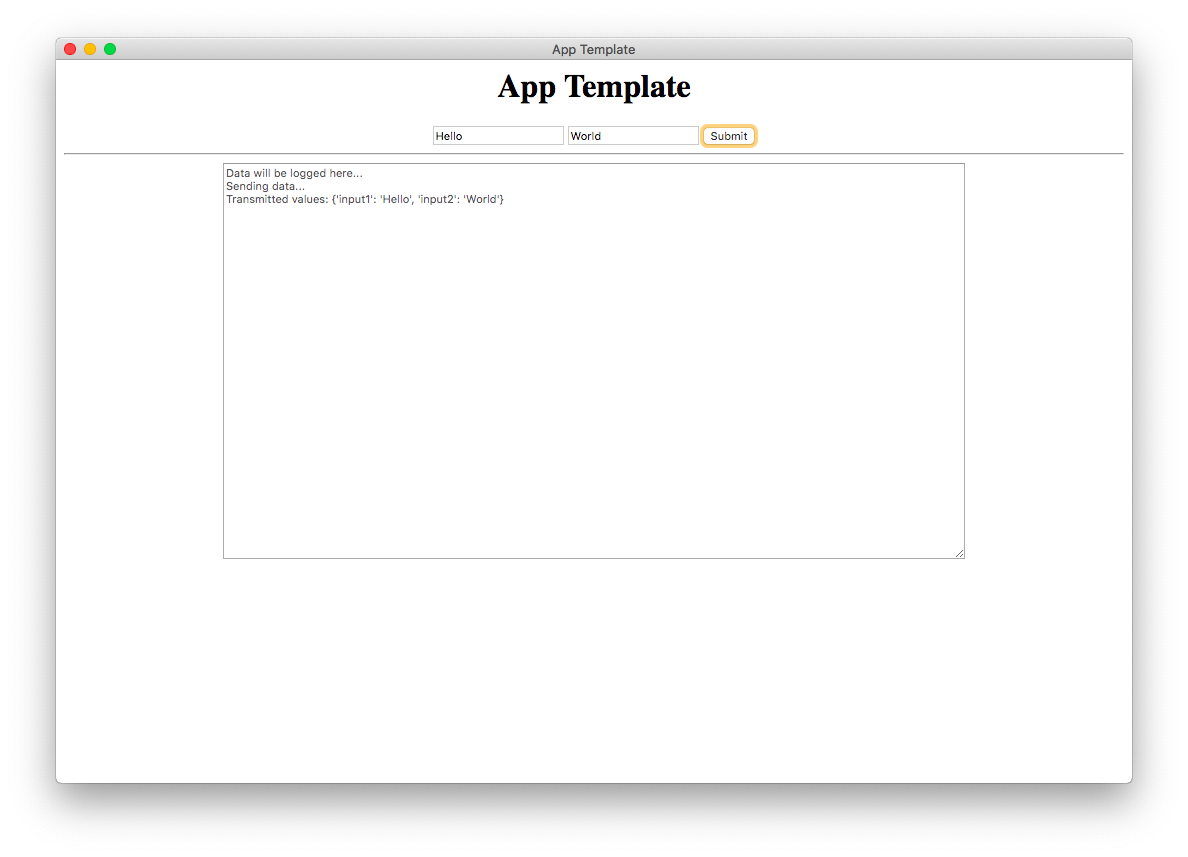 App Template
App Template
Hello World Submit
Data will be logged here...
Sending data...
Transmitted values: {'input1': 'Hello', 'input2': 'World'}